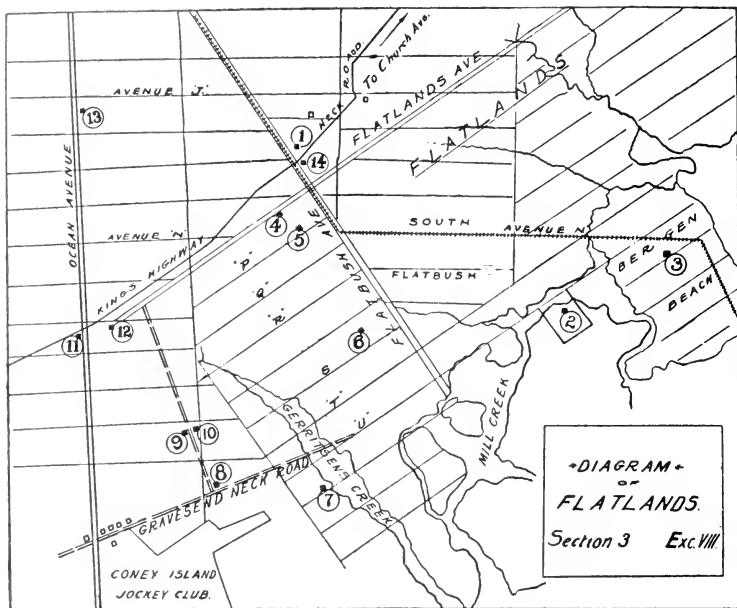 AVENUE "J"
13
OCEAN AVENUE
1
14
NECK ROAD
To Church Ave.
FLATLANDS AVE
FLATLANDS
AVENUE "N"
KINGS HIGHWAY
4
5
FLATBUSH AVE
SOUTH AVENUE N
FLATBUSH
BERGEN
BEACH
3
2
"P"
"Q"
"R"
S
"T"
"U"
6
11
12
9
10
8
GRAVESEND NECK ROAD
7
GERRITSENS CREEK
MILL CREEK
CONEY ISLAND
JOCKEY CLUB.
DIAGRAM
OF
FLATLANDS.
Section 3 Exc. VIII.